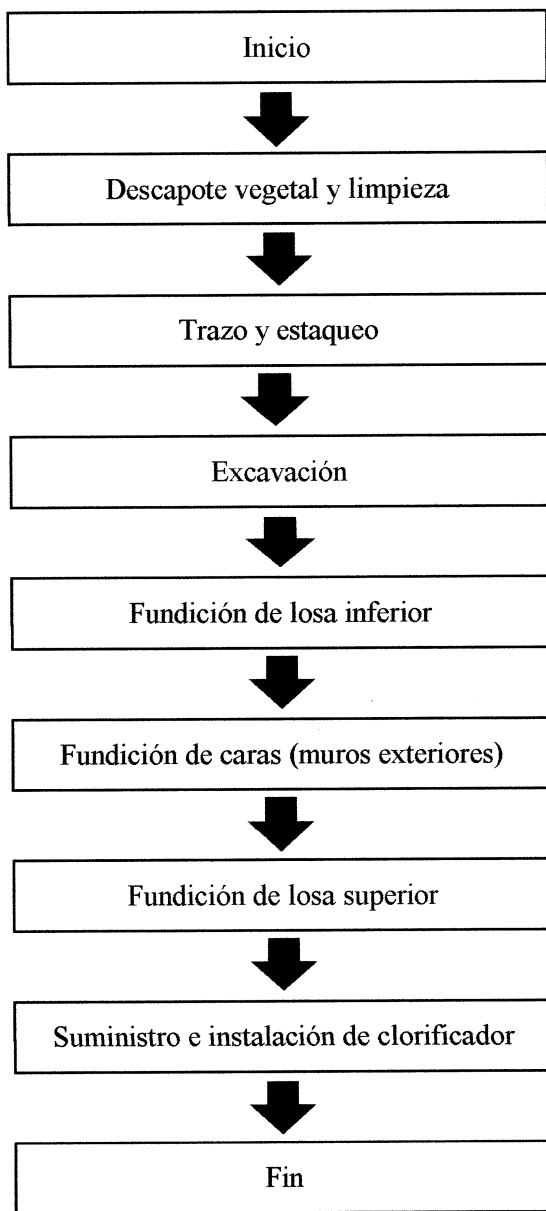 Inicio
Descapote vegetal y limpieza
Trazo y estaqueo
Excavación
Fundición de losa inferior
Fundición de caras (muros exteriores)
Fundición de losa superior
Suministro e instalación de clorificador
Fin